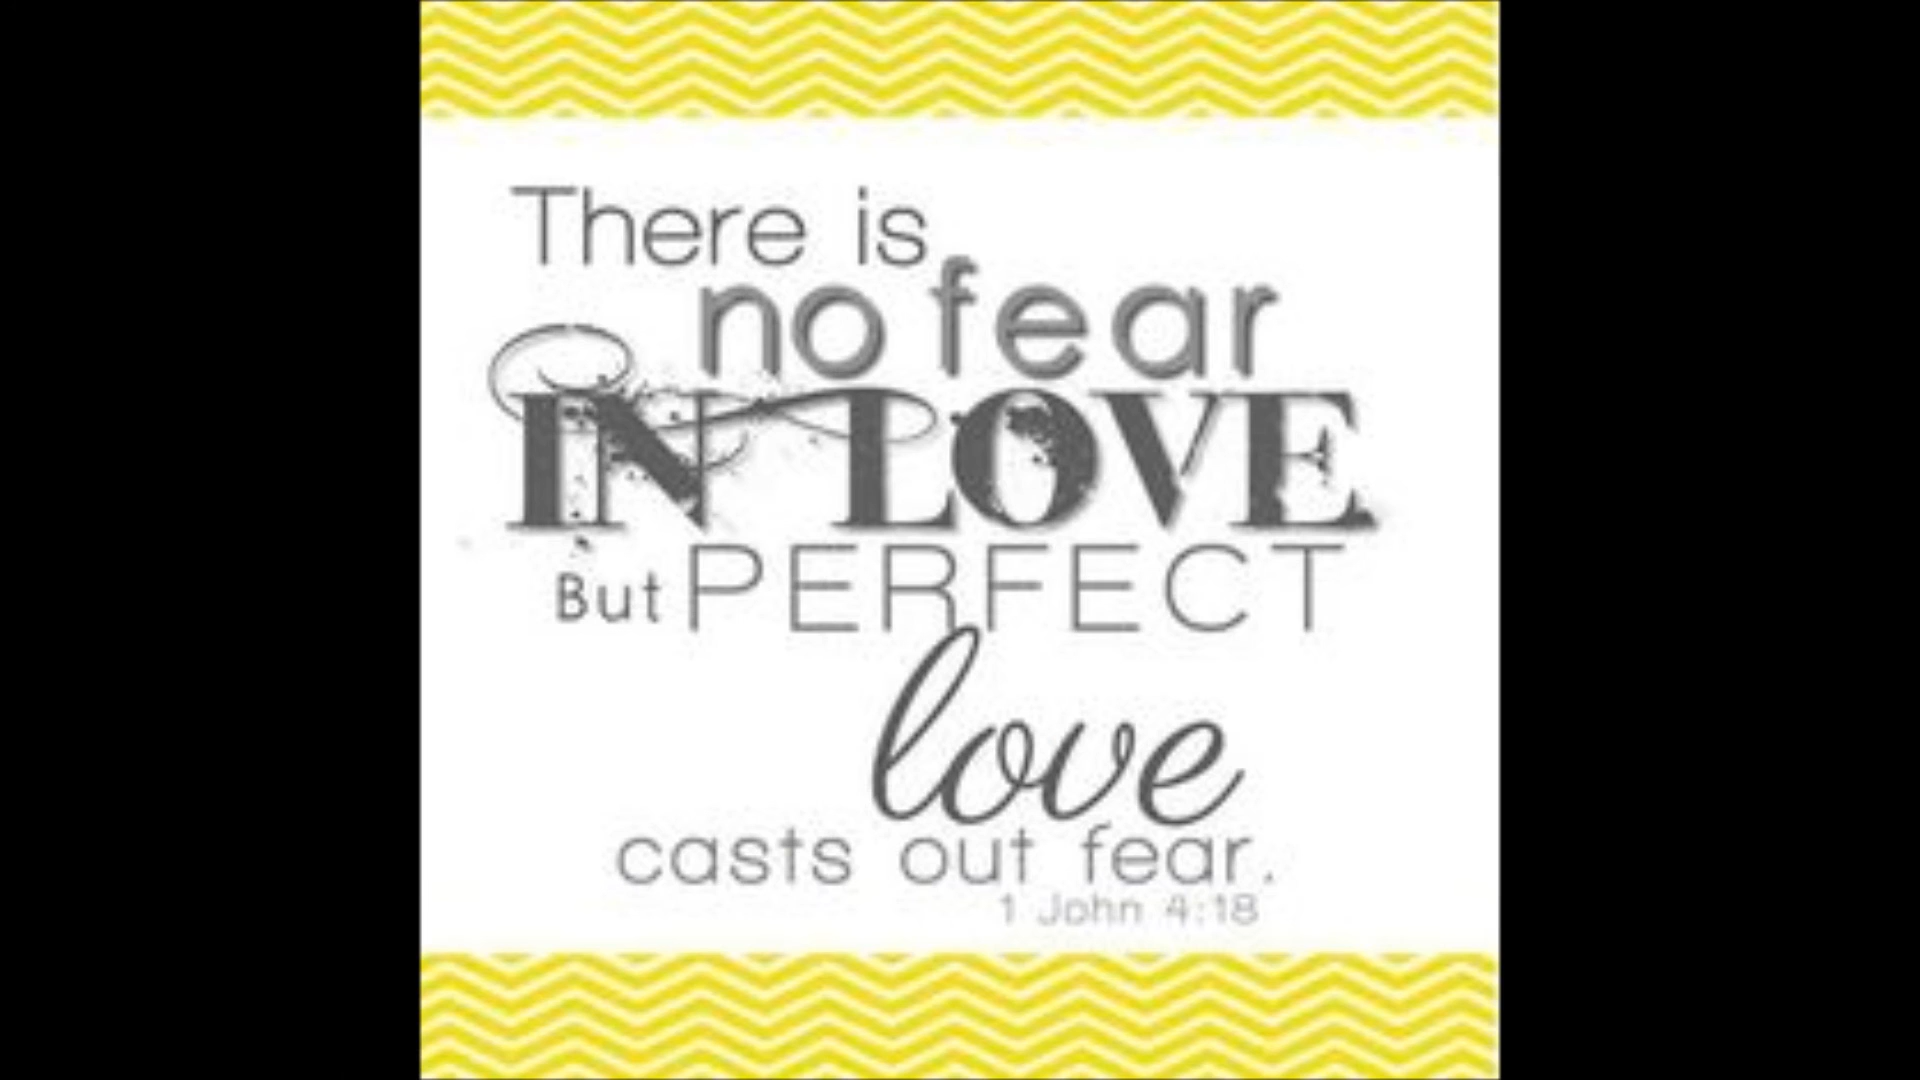 There is
no fear
IN LOVE
But PERFECT
love
casts out fear.
1 John 4:18